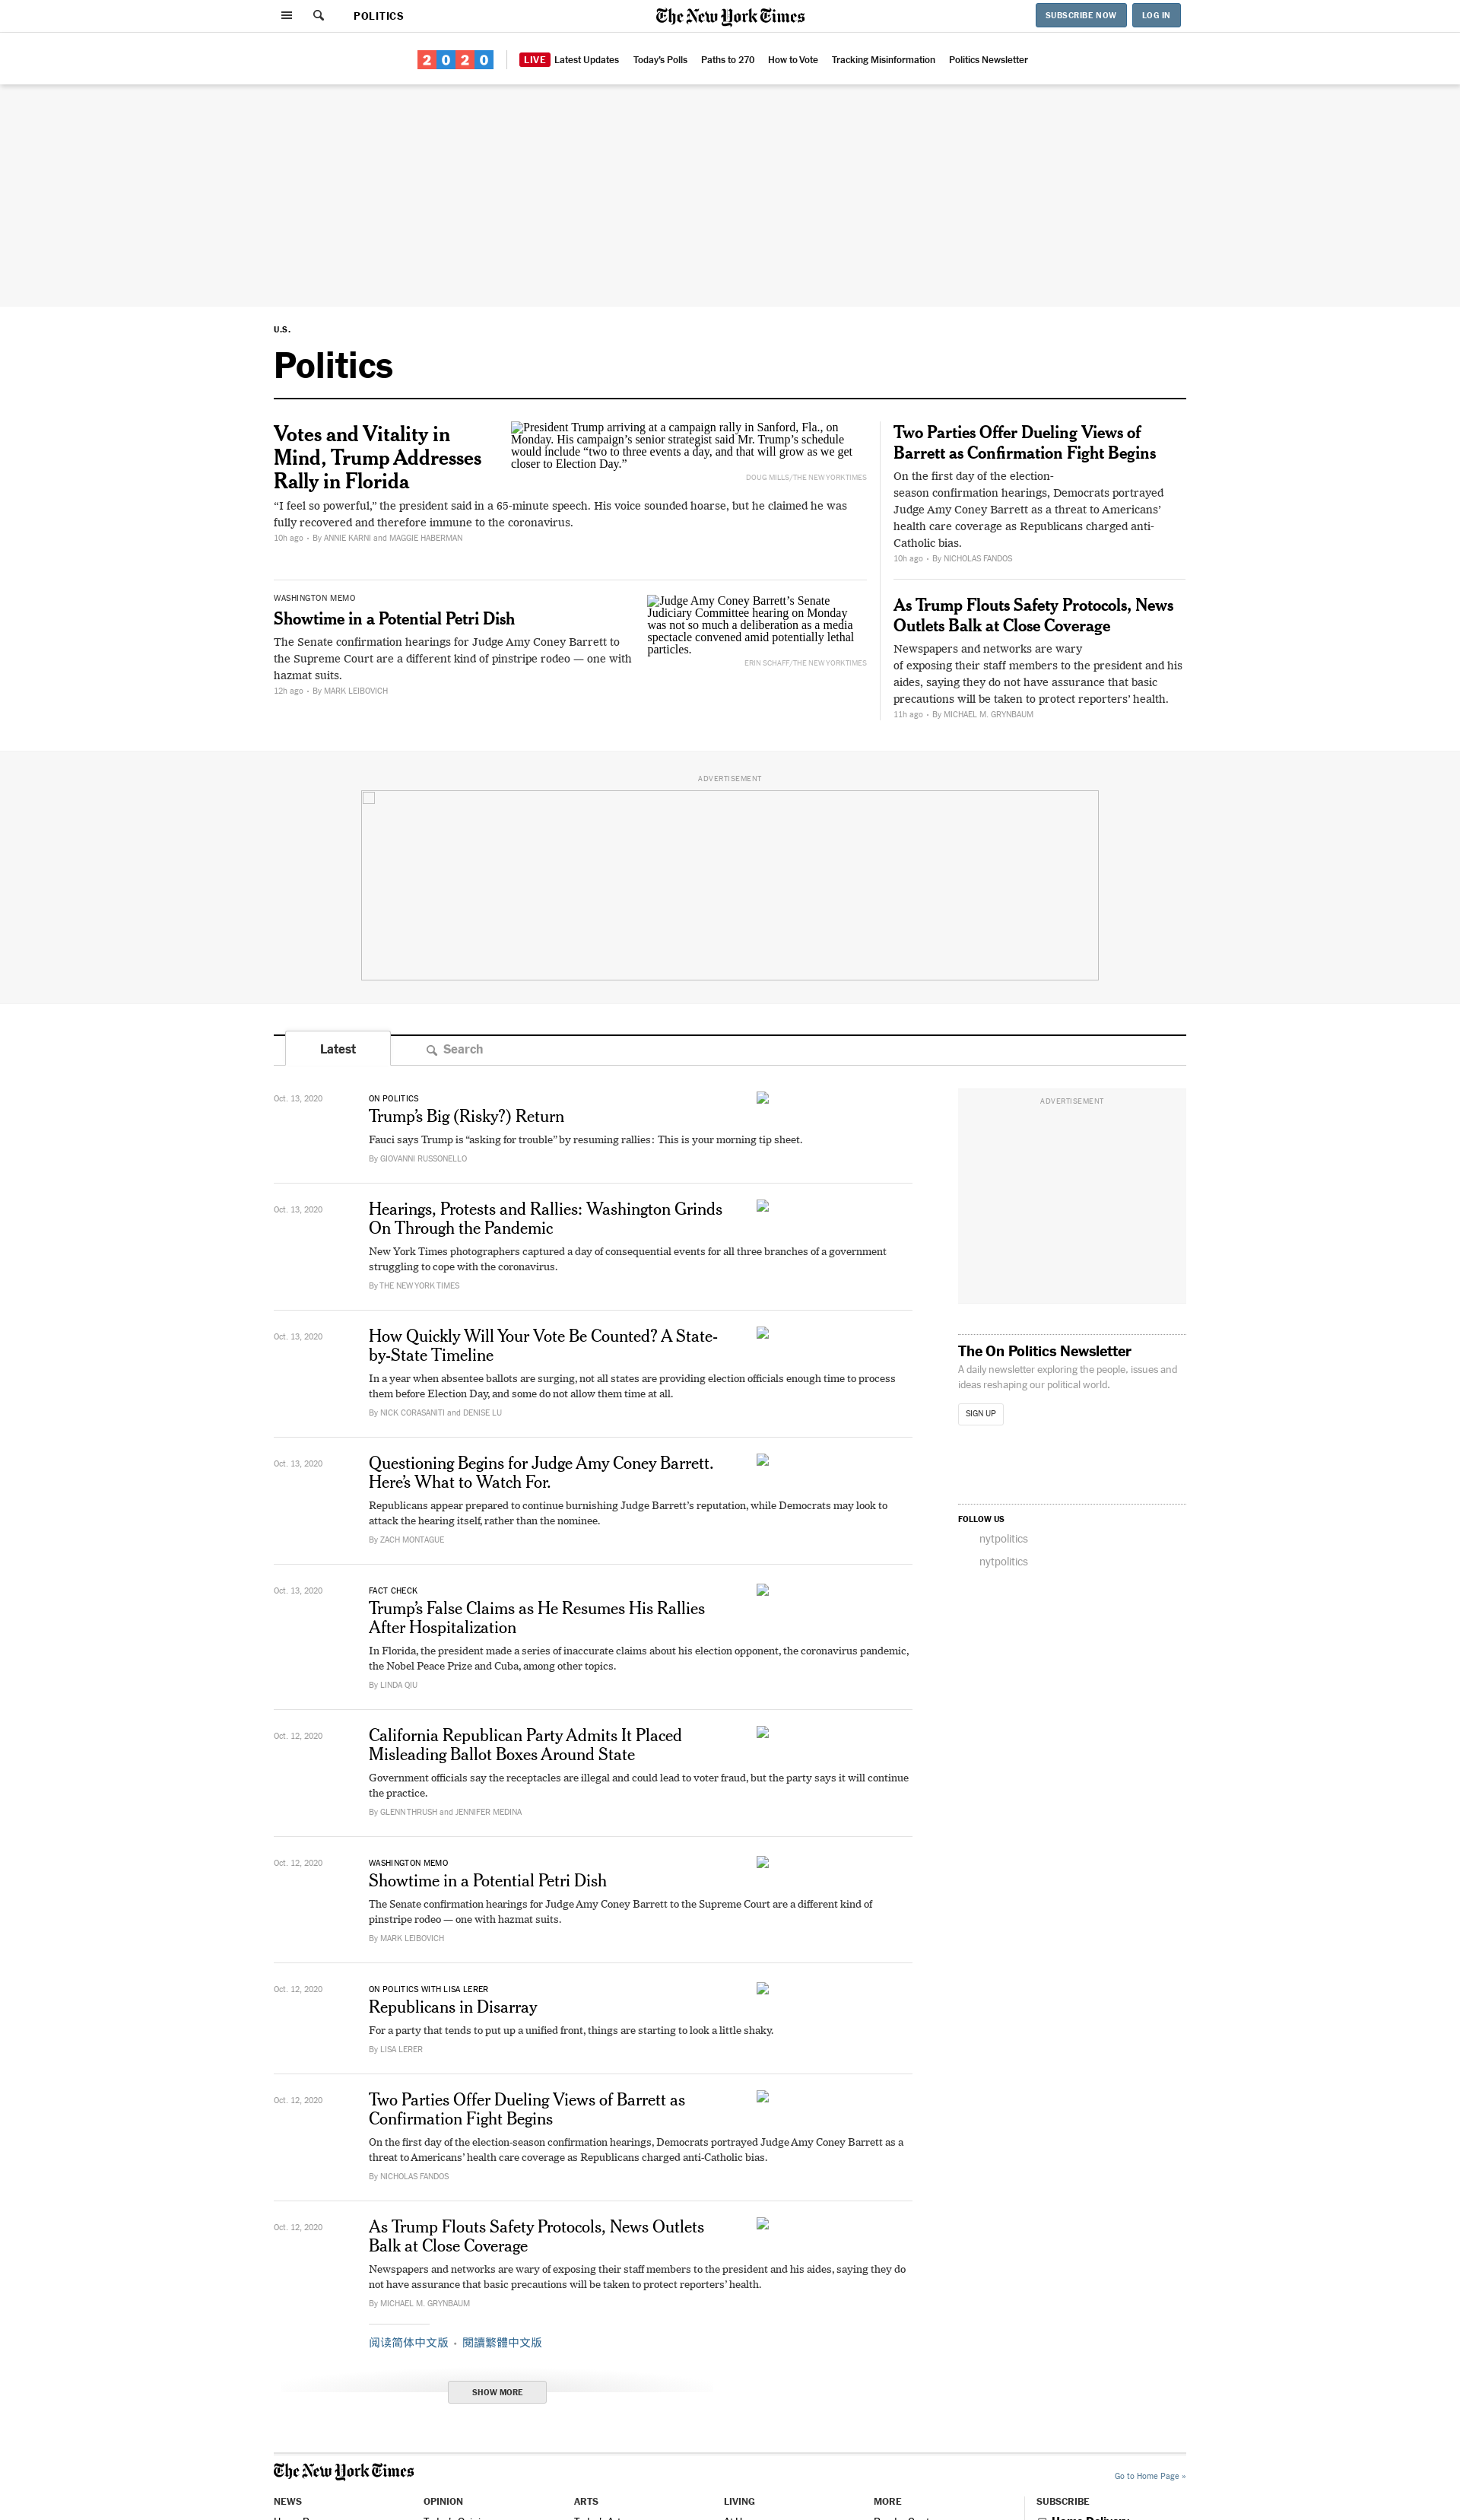 POLITICS
The New York Times
SUBSCRIBE NOW
LOG IN
2020
LIVE Latest Updates
Today's Polls
Paths to 270
How to Vote
Tracking Misinformation
Politics Newsletter
U.S.
Politics
Votes and Vitality in
Mind, Trump Addresses
Rally in Florida
President Trump arriving at a campaign rally in Sanford, Fla., on
Monday. His campaign’s senior strategist said Mr. Trump’s schedule
would include “two to three events a day, and that will grow as we get
closer to Election Day.”
DOUG MILLS/THE NEW YORK TIMES
“I feel so powerful,” the president said in a 65-minute speech. His voice sounded hoarse, but he claimed he was
fully recovered and therefore immune to the coronavirus.
10h ago • By ANNIE KARNI and MAGGIE HABERMAN
WASHINGTON MEMO
Showtime in a Potential Petri Dish
The Senate confirmation hearings for Judge Amy Coney Barrett to
the Supreme Court are a different kind of pinstripe rodeo — one with
hazmat suits.
12h ago • By MARK LEIBOVICH
Judge Amy Coney Barrett’s Senate
Judiciary Committee hearing on Monday
was not so much a deliberation as a media
spectacle convened amid potentially lethal
particles.
ERIN SCHAFF/THE NEW YORK TIMES
Two Parties Offer Dueling Views of
Barrett as Confirmation Fight Begins
On the first day of the election-
season confirmation hearings, Democrats portrayed
Judge Amy Coney Barrett as a threat to Americans’
health care coverage as Republicans charged anti-
Catholic bias.
10h ago • By NICHOLAS FANDOS
As Trump Flouts Safety Protocols, News
Outlets Balk at Close Coverage
Newspapers and networks are wary
of exposing their staff members to the president and his
aides, saying they do not have assurance that basic
precautions will be taken to protect reporters’ health.
11h ago • By MICHAEL M. GRYNBAUM
ADVERTISEMENT
Latest
Search
Oct. 13, 2020
ON POLITICS
Trump’s Big (Risky?) Return
Fauci says Trump is “asking for trouble” by resuming rallies: This is your morning tip sheet.
By GIOVANNI RUSSONELLO
Oct. 13, 2020
Hearings, Protests and Rallies: Washington Grinds
On Through the Pandemic
New York Times photographers captured a day of consequential events for all three branches of a government
struggling to cope with the coronavirus.
By THE NEW YORK TIMES
Oct. 13, 2020
How Quickly Will Your Vote Be Counted? A State-
by-State Timeline
In a year when absentee ballots are surging, not all states are providing election officials enough time to process
them before Election Day, and some do not allow them time at all.
By NICK CORASANITI and DENISE LU
Oct. 13, 2020
Questioning Begins for Judge Amy Coney Barrett.
Here’s What to Watch For.
Republicans appear prepared to continue burnishing Judge Barrett’s reputation, while Democrats may look to
attack the hearing itself, rather than the nominee.
By ZACH MONTAGUE
Oct. 13, 2020
FACT CHECK
Trump’s False Claims as He Resumes His Rallies
After Hospitalization
In Florida, the president made a series of inaccurate claims about his election opponent, the coronavirus pandemic,
the Nobel Peace Prize and Cuba, among other topics.
By LINDA QIU
Oct. 12, 2020
California Republican Party Admits It Placed
Misleading Ballot Boxes Around State
Government officials say the receptacles are illegal and could lead to voter fraud, but the party says it will continue
the practice.
By GLENN THRUSH and JENNIFER MEDINA
Oct. 12, 2020
WASHINGTON MEMO
Showtime in a Potential Petri Dish
The Senate confirmation hearings for Judge Amy Coney Barrett to the Supreme Court are a different kind of
pinstripe rodeo — one with hazmat suits.
By MARK LEIBOVICH
Oct. 12, 2020
ON POLITICS WITH LISA LERER
Republicans in Disarray
For a party that tends to put up a unified front, things are starting to look a little shaky.
By LISA LERER
Oct. 12, 2020
Two Parties Offer Dueling Views of Barrett as
Confirmation Fight Begins
On the first day of the election-season confirmation hearings, Democrats portrayed Judge Amy Coney Barrett as a
threat to Americans’ health care coverage as Republicans charged anti-Catholic bias.
By NICHOLAS FANDOS
Oct. 12, 2020
As Trump Flouts Safety Protocols, News Outlets
Balk at Close Coverage
Newspapers and networks are wary of exposing their staff members to the president and his aides, saying they do
not have assurance that basic precautions will be taken to protect reporters’ health.
By MICHAEL M. GRYNBAUM
阅读简体中文版 • 閱讀繁體中文版
SHOW MORE
ADVERTISEMENT
The On Politics Newsletter
A daily newsletter exploring the people, issues and
ideas reshaping our political world.
SIGN UP
FOLLOW US
nytpolitics
nytpolitics
The New York Times
Go to Home Page »
NEWS
OPINION
ARTS
LIVING
MORE
SUBSCRIBE